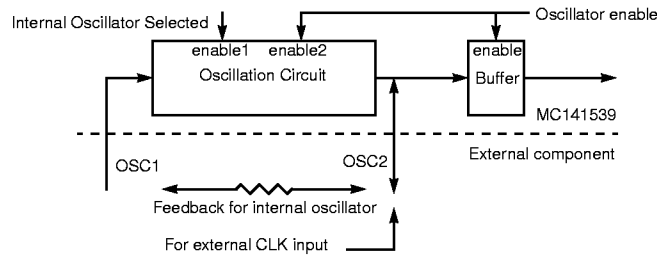 Internal Oscillator Selected
Oscillator enable
enable1 enable2
enable
Oscillation Circuit
Buffer
MC141539
External component
OSC1
OSC2
Feedback for internal oscillator
For external CLK input